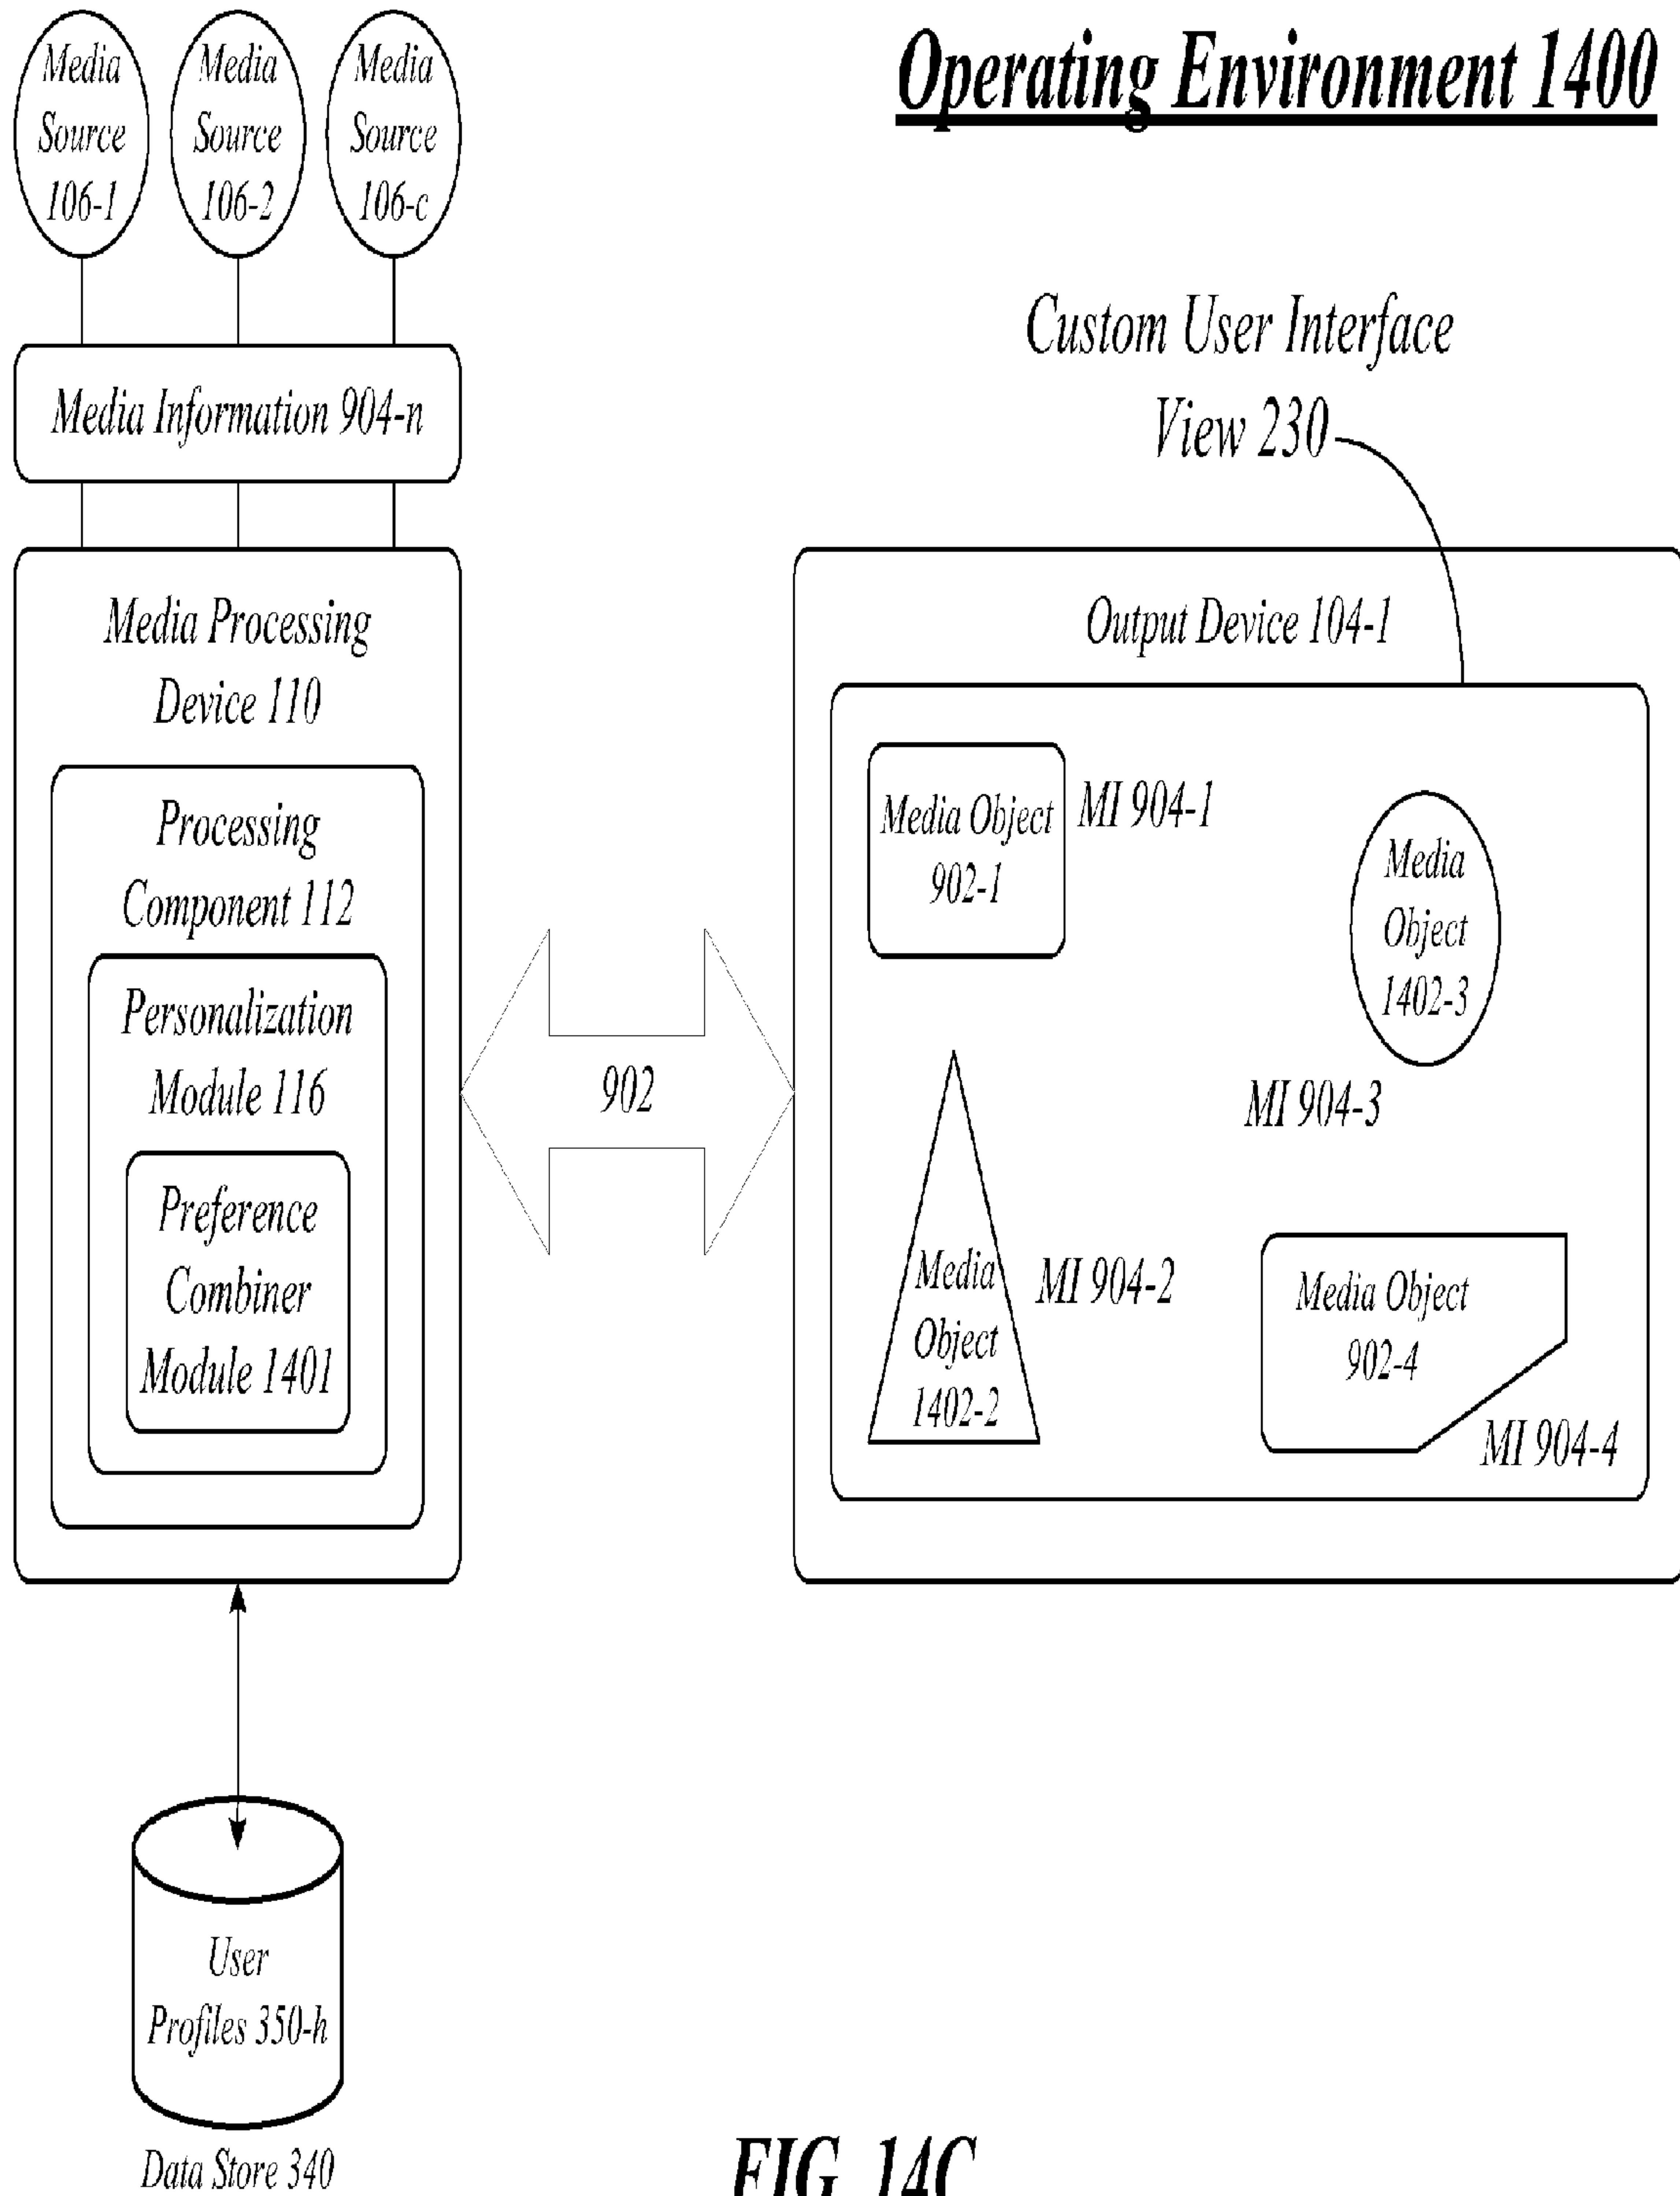 Operating Environment 1400
Media
Source
106-1
Media
Source
106-2
Media
Source
106-c
Media Information 904-n
Custom User Interface
View 230
Media Processing
Device 110
Processing
Component 112
Personalization
Module 116
Preference
Combiner
Module 1401
902
Output Device 104-1
Media Object
902-1
MI 904-1
Media
Object
1402-3
MI 904-3
Media
Object
1402-2
MI 904-2
Media Object
902-4
MI 904-4
User
Profiles 350-h
Data Store 340
FIG. 14C